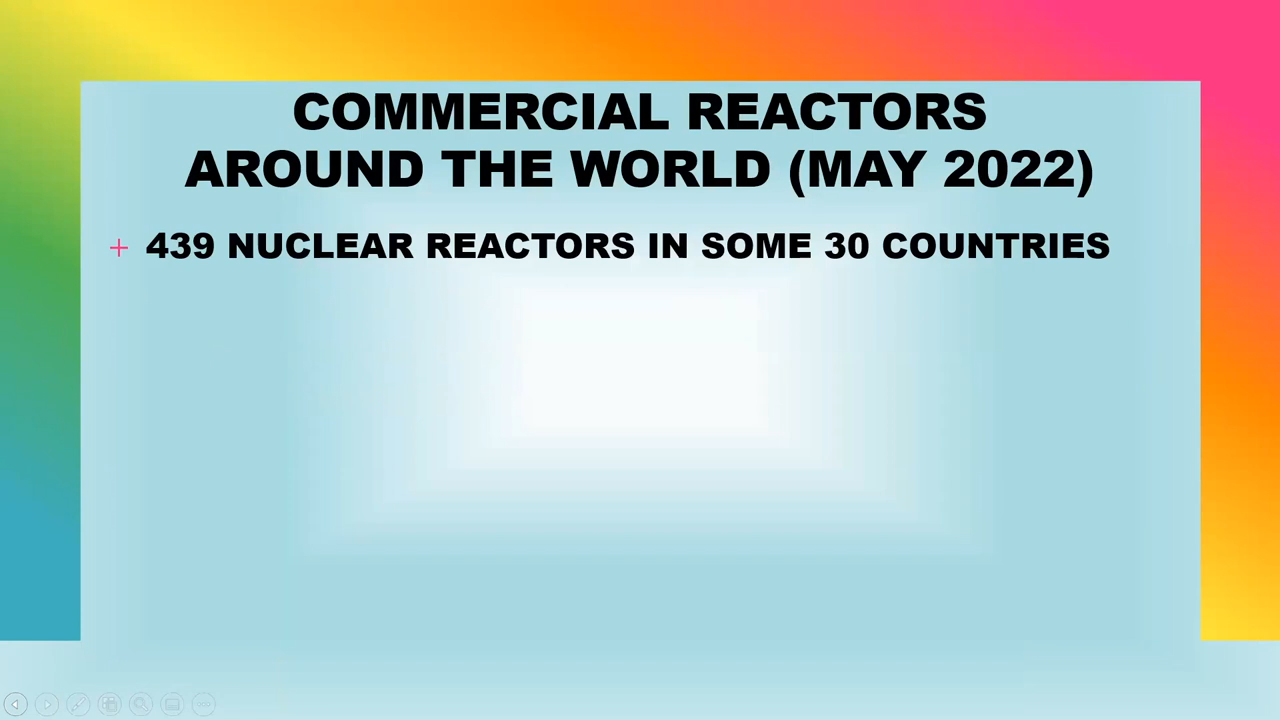 COMMERCIAL REACTORS
AROUND THE WORLD (MAY 2022)
+ 439 NUCLEAR REACTORS IN SOME 30 COUNTRIES